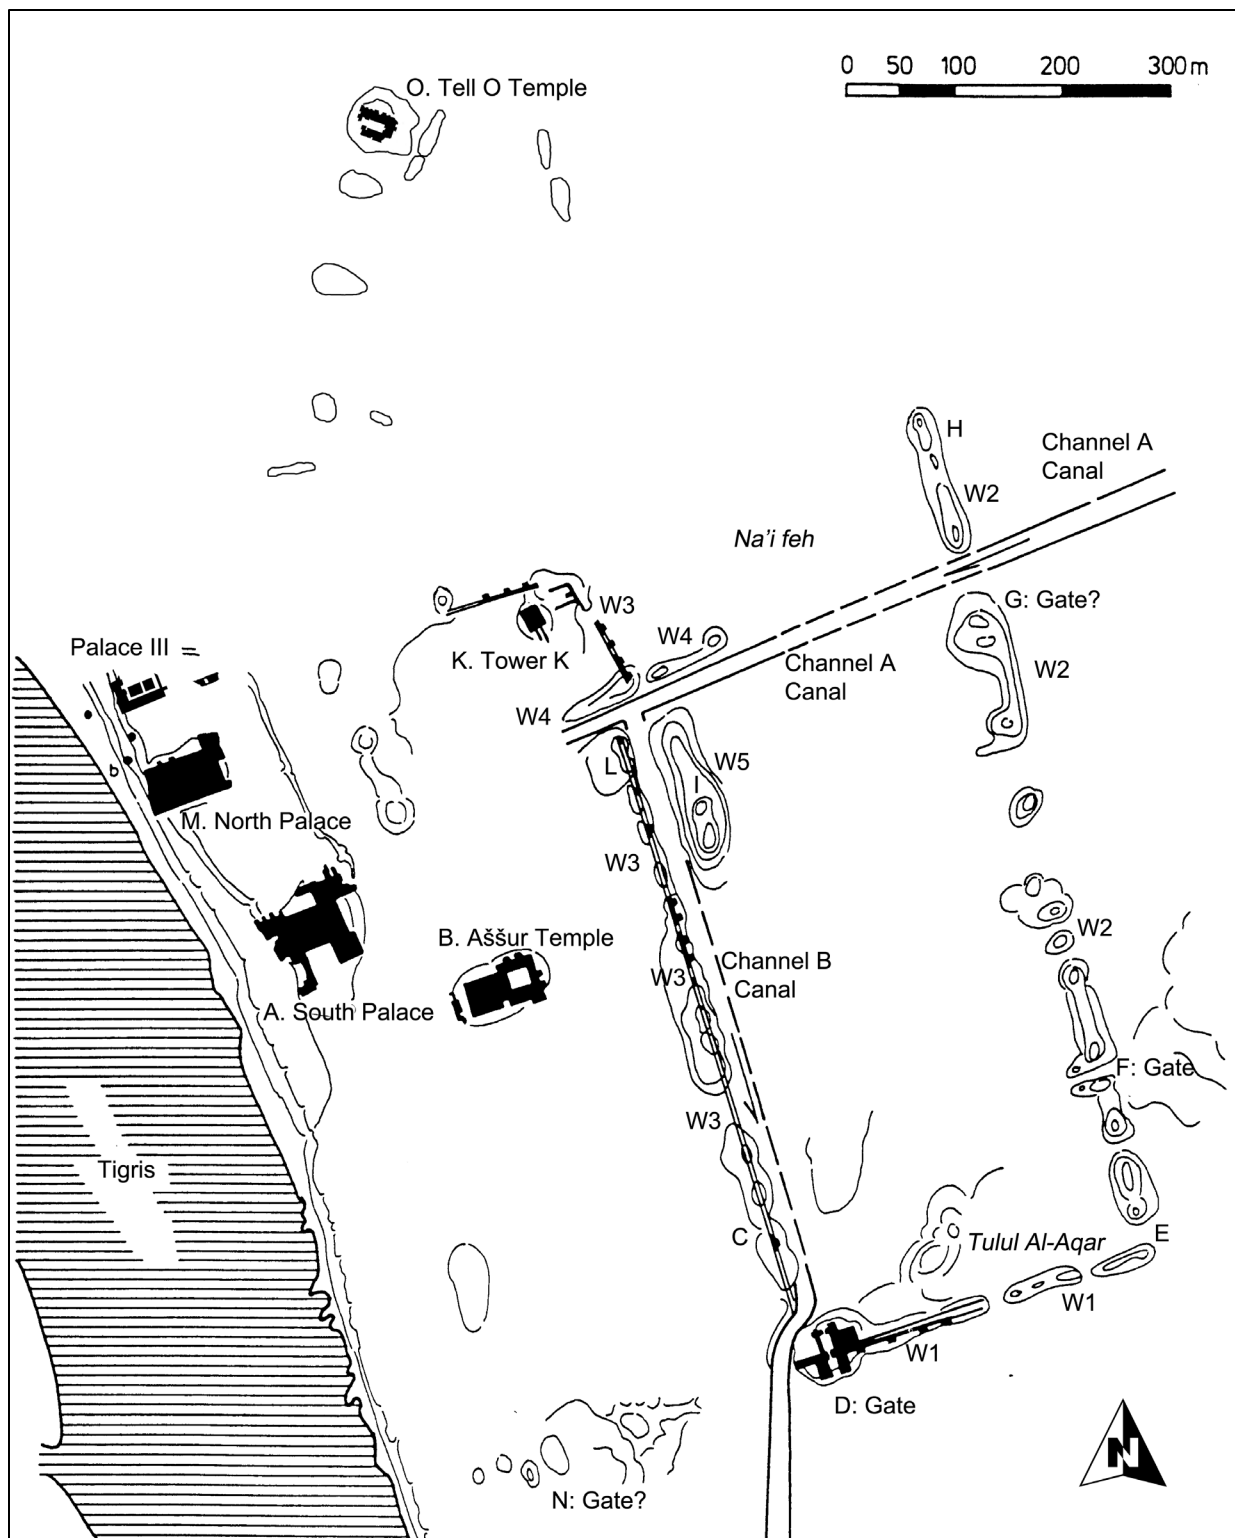 O. Tell O Temple
0 50 100 200 300 m
H
Channel A
Canal
W2
Na'i feh
G: Gate?
W3
W4
K. Tower K
Palace III
Channel A
Canal
W2
W4
L
W5
I
b
M. North Palace
W3
B. Aššur Temple
W2
W3
Channel B
Canal
A. South Palace
F: Gate
W3
Tigris
C
Tulul Al-Aqar
E
W1
W1
D: Gate
N
N: Gate?